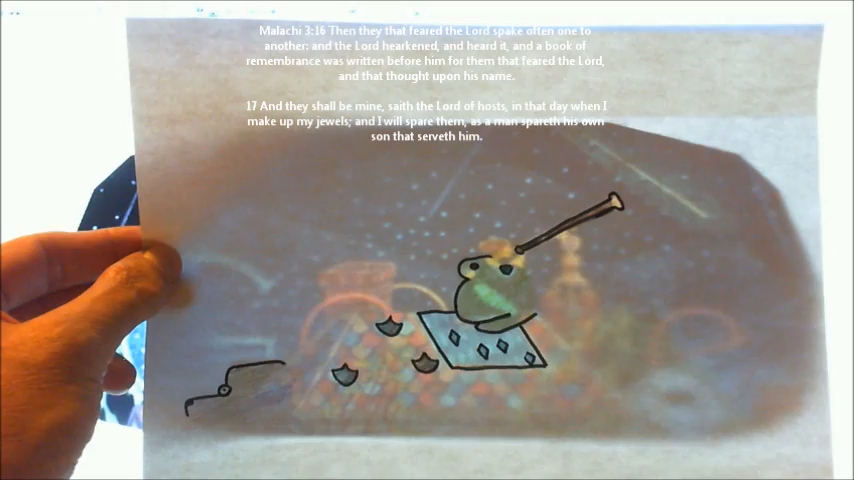 Malachi 3:16 Then they that feared the Lord spake often one to
another: and the Lord hearkened, and heard it, and a book of
remembrance was written before him for them that feared the Lord,
and that thought upon his name.
17 And they shall be mine, saith the Lord of hosts, in that day when I
make up my jewels; and I will spare them, as a man spareth his own
son that serveth him.